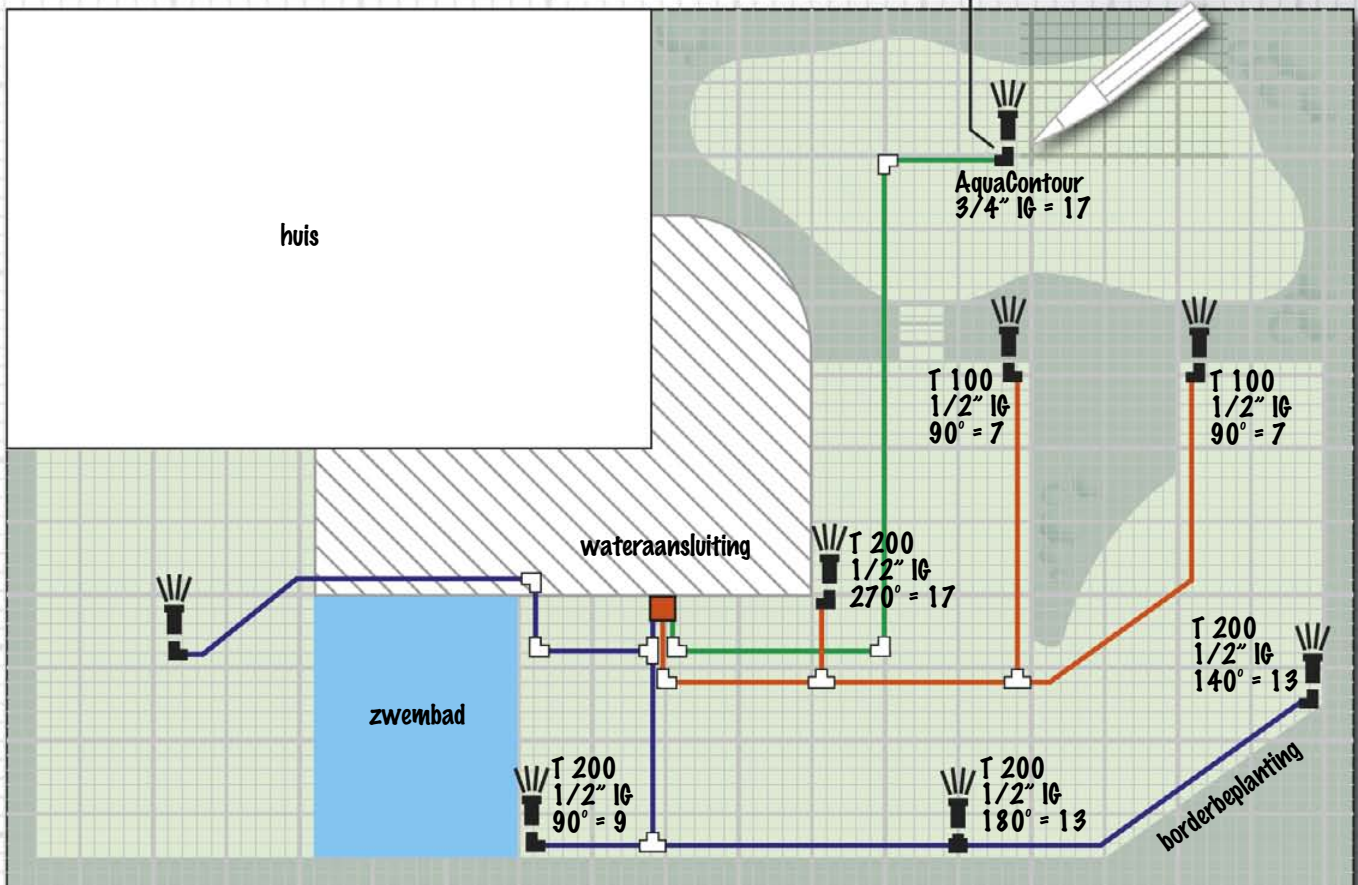 huis
AquaContour
3/4" IG = 17
T 100
1/2" IG
90° = 7
T 100
1/2" IG
90° = 7
wateraansluiting
T 200
1/2" IG
270° = 17
T 200
1/2" IG
140° = 13
zwembad
T 200
1/2" IG
90° = 9
T 200
1/2" IG
180° = 13
borderbeplanting